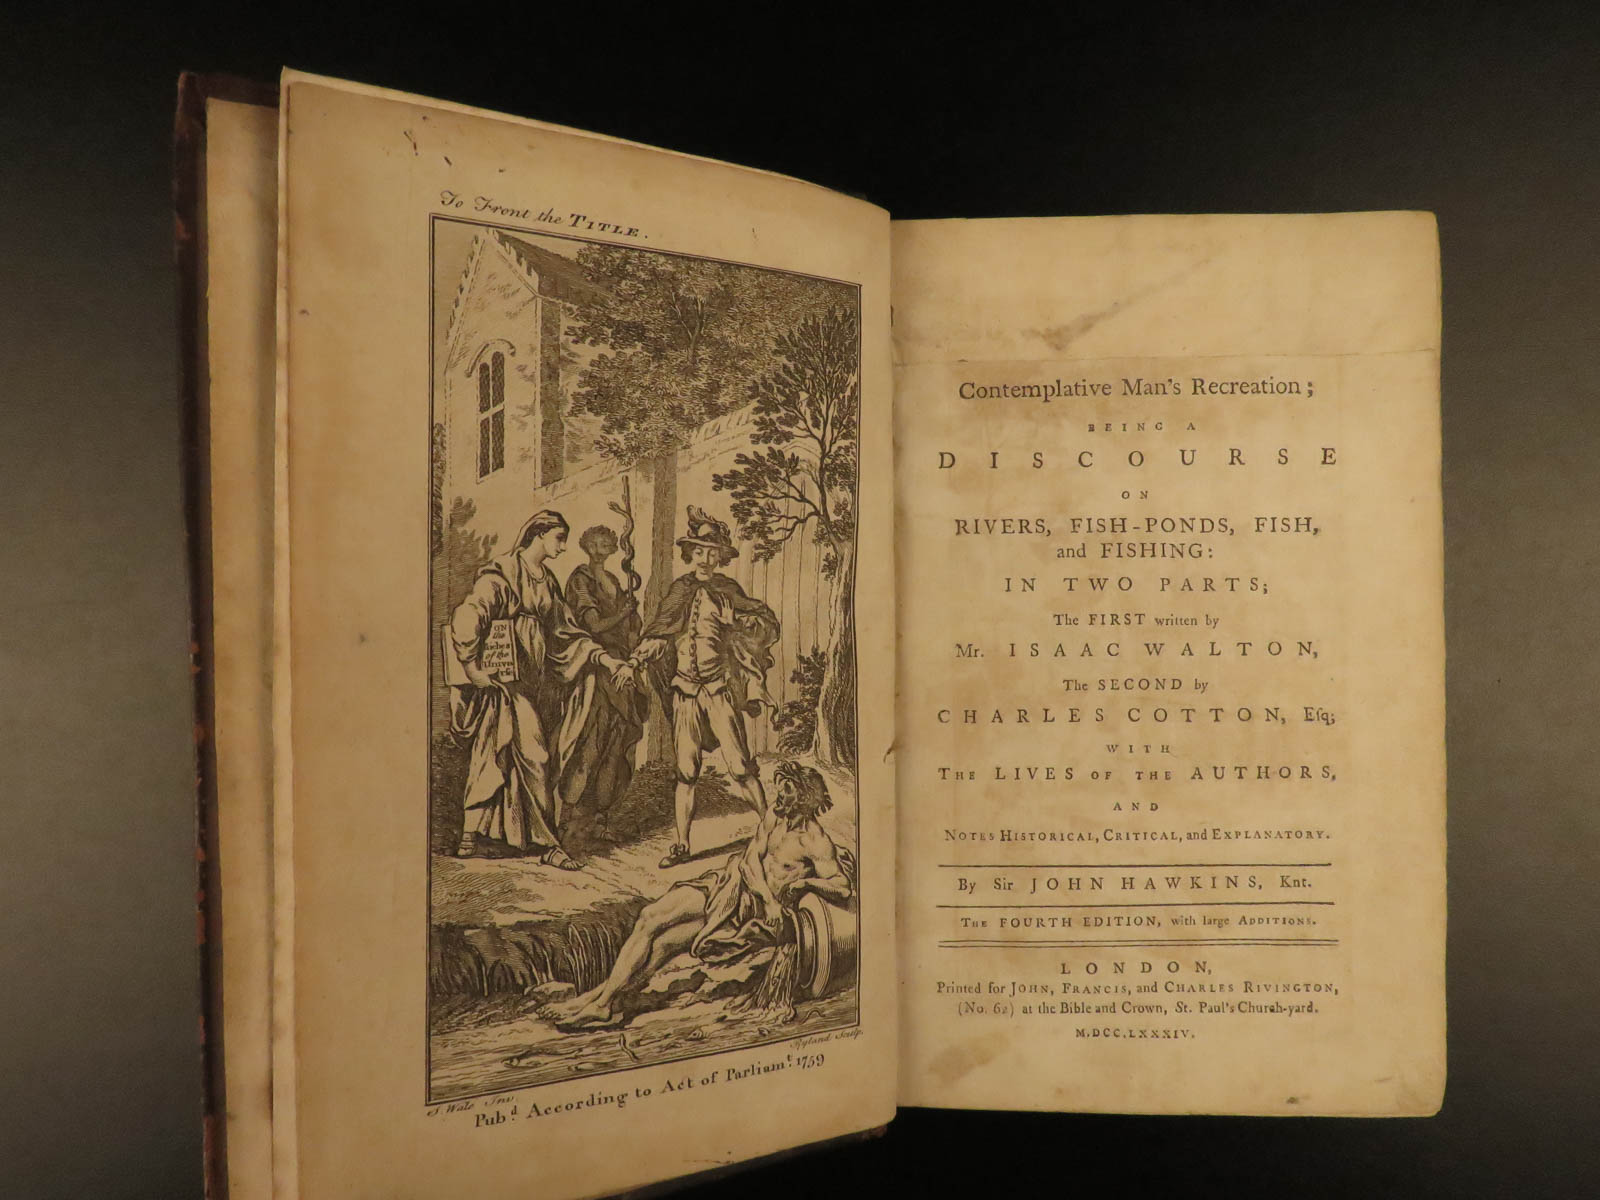 To Front the TITLE.
ON
the
Riches
of the
Univer
Ryland Sculp.
S. Wale Inv.
Pubd. According to Act of Parliamt. 1759
Contemplative Man's Recreation;
BEING A
DISCOURSE
ON
RIVERS, FISH-PONDS, FISH,
and FISHING:
IN TWO PARTS;
The FIRST written by
Mr. ISAAC WALTON,
The SECOND by
CHARLES COTTON, Eſq;
WITH
THE LIVES OF THE AUTHORS,
AND
NOTES HISTORICAL, CRITICAL, and EXPLANATORY.
By Sir JOHN HAWKINS, Knt.
THE FOURTH EDITION, with large ADDITIONS.
LONDON,
Printed for JOHN, FRANCIS, and CHARLES RIVINGTON,
(No. 62) at the Bible and Crown, St. Paul's Church-yard.
M.DCC.LXXXIV.